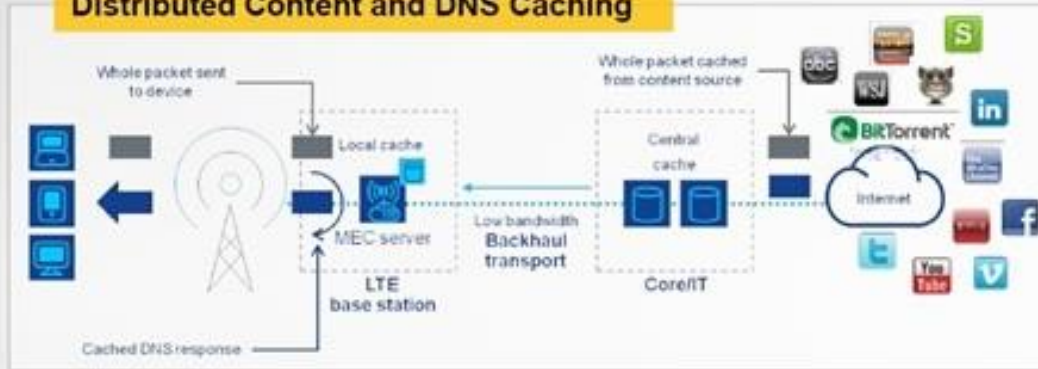 Distributed Content and DNS Caching
Whole packet sent
to device
Whole packet cached
from content source
abc
WSJ
S
in
BitTorrent
Local cache
Central
cache
Internet
MEC server
Low bandwidth
Backhaul
transport
LTE
base station
Core/IT
f
t
You
Tube
V
Cached DNS response